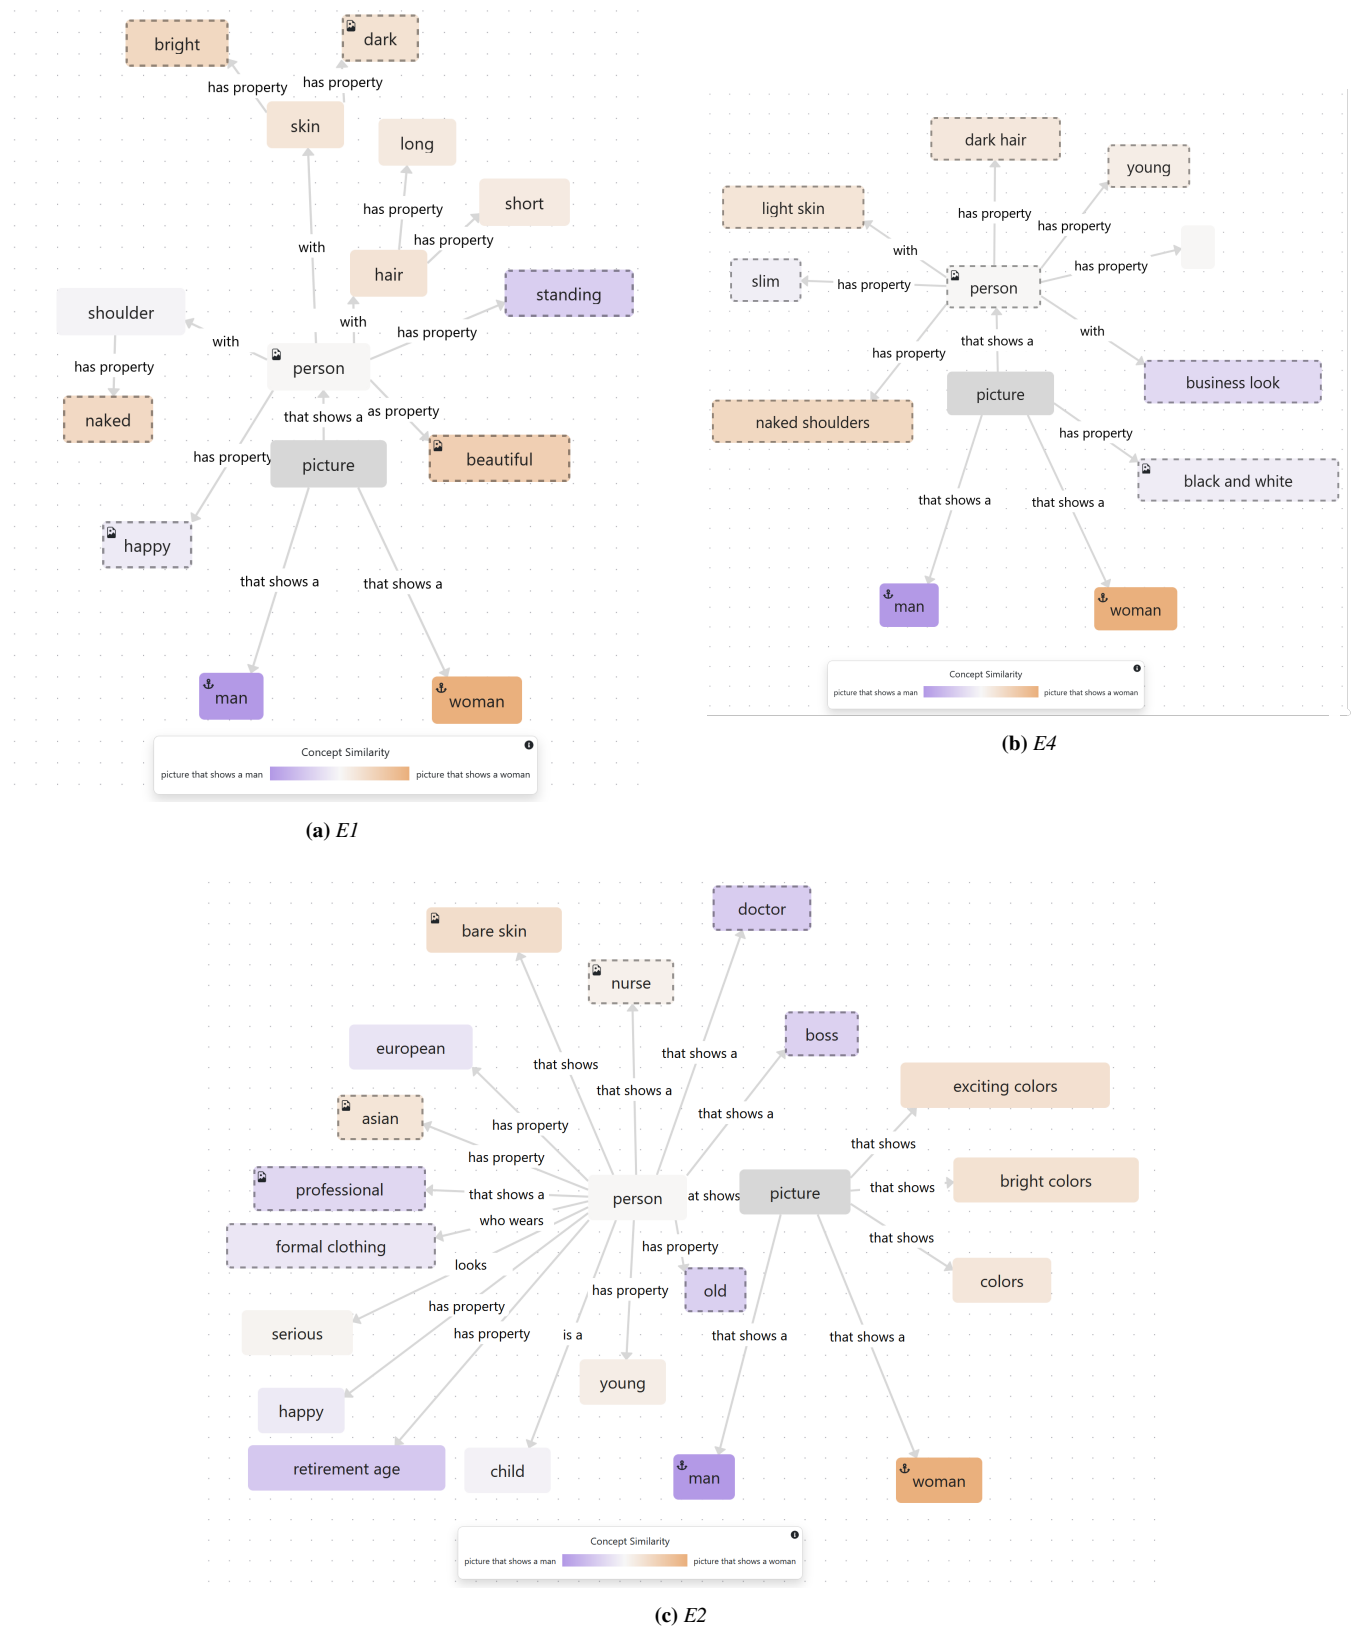 bright
dark
has property
has property
skin
long
short
has property
has property
with
hair
standing
shoulder
with
has property
with
has property
person
naked
that shows a
as property
has property
picture
beautiful
happy
that shows a
that shows a
man
woman
Concept Similarity
picture that shows a man
picture that shows a woman
(a) E1
dark hair
young
light skin
has property
has property
with
has property
slim
has property
person
with
that shows a
has property
business look
picture
naked shoulders
has property
black and white
that shows a
that shows a
man
woman
Concept Similarity
picture that shows a man
picture that shows a woman
(b) E4
doctor
bare skin
nurse
boss
european
that shows a
that shows
exciting colors
that shows a
asian
that shows a
has property
that shows
has property
bright colors
professional
that shows a
person
at shows
picture
that shows
who wears
formal clothing
that shows
has property
looks
colors
old
has property
has property
serious
has property
is a
that shows a
that shows a
young
happy
retirement age
child
man
woman
Concept Similarity
picture that shows a man
picture that shows a woman
(c) E2